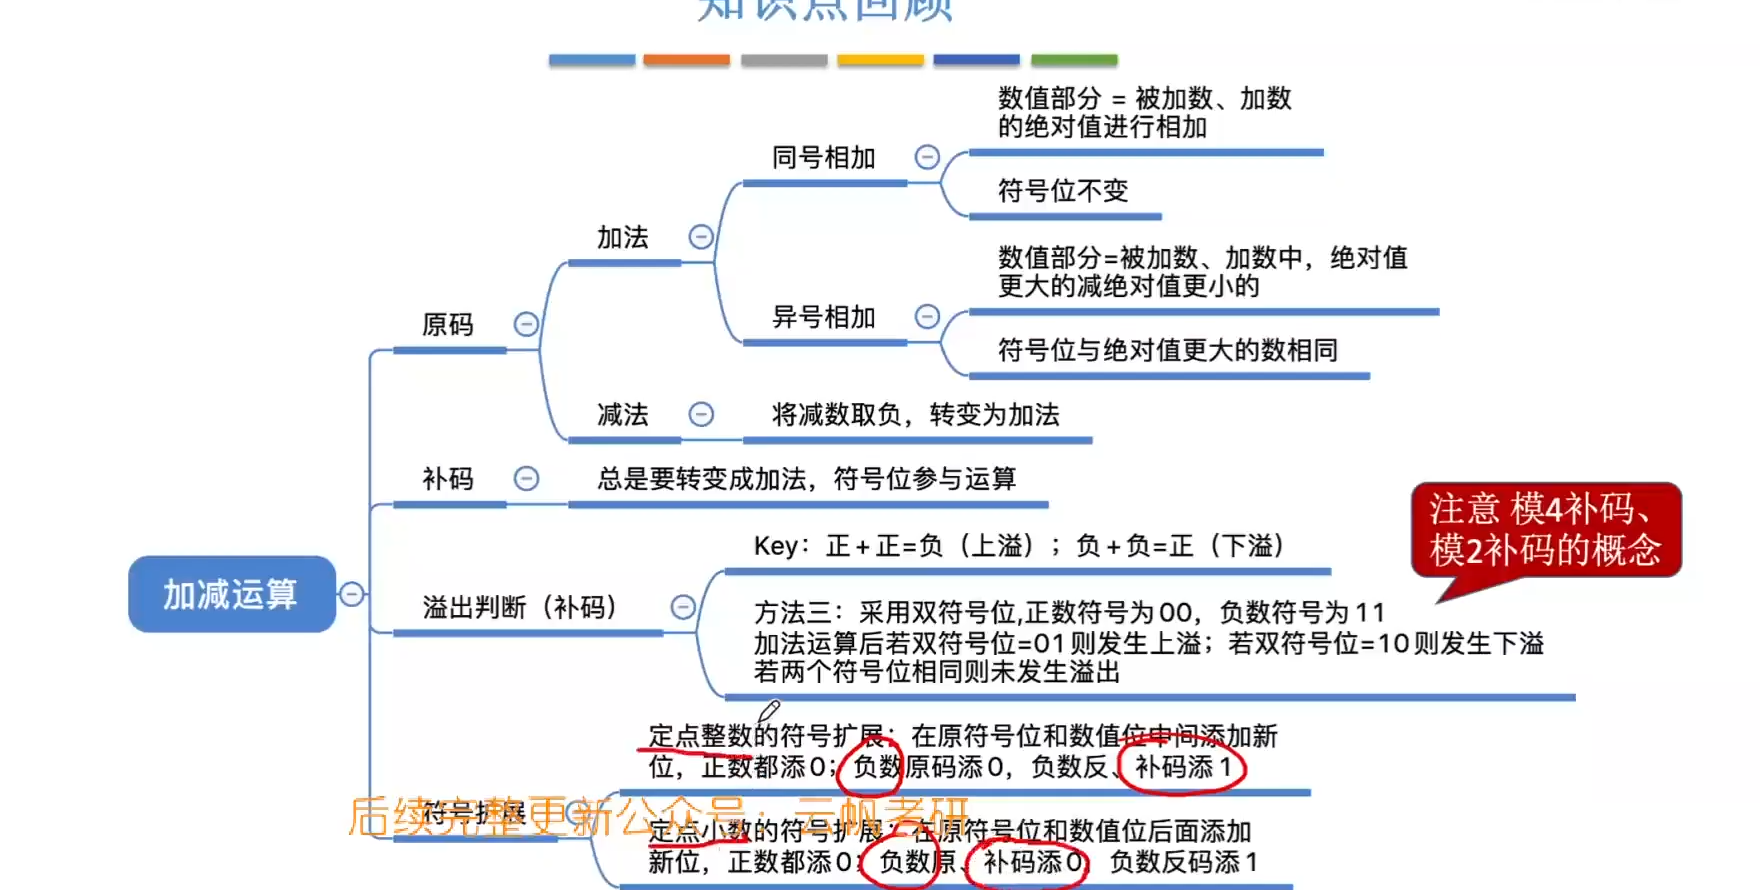 知识点回顾
数值部分 = 被加数、加数
的绝对值进行相加
同号相加
符号位不变
加法
数值部分=被加数、加数中，绝对值
更大的减绝对值更小的
异号相加
原码
符号位与绝对值更大的数相同
减法
将减数取负，转变为加法
补码
总是要转变成加法，符号位参与运算
注意 模4补码、
模2补码的概念
Key：正+正=负（上溢）；负+负=正（下溢）
加减运算
溢出判断（补码）
方法三：采用双符号位,正数符号为00，负数符号为11
加法运算后若双符号位=01则发生上溢；若双符号位=10则发生下溢
若两个符号位相同则未发生溢出
定点整数的符号扩展：在原符号位和数值位中间添加新
位，正数都添0；负数原码添0，负数反、补码添1
符号扩展
后续完整更新公众号：云帆考研
定点小数的符号扩展：在原符号位和数值位后面添加
新位，正数都添0；负数原、补码添0，负数反码添1